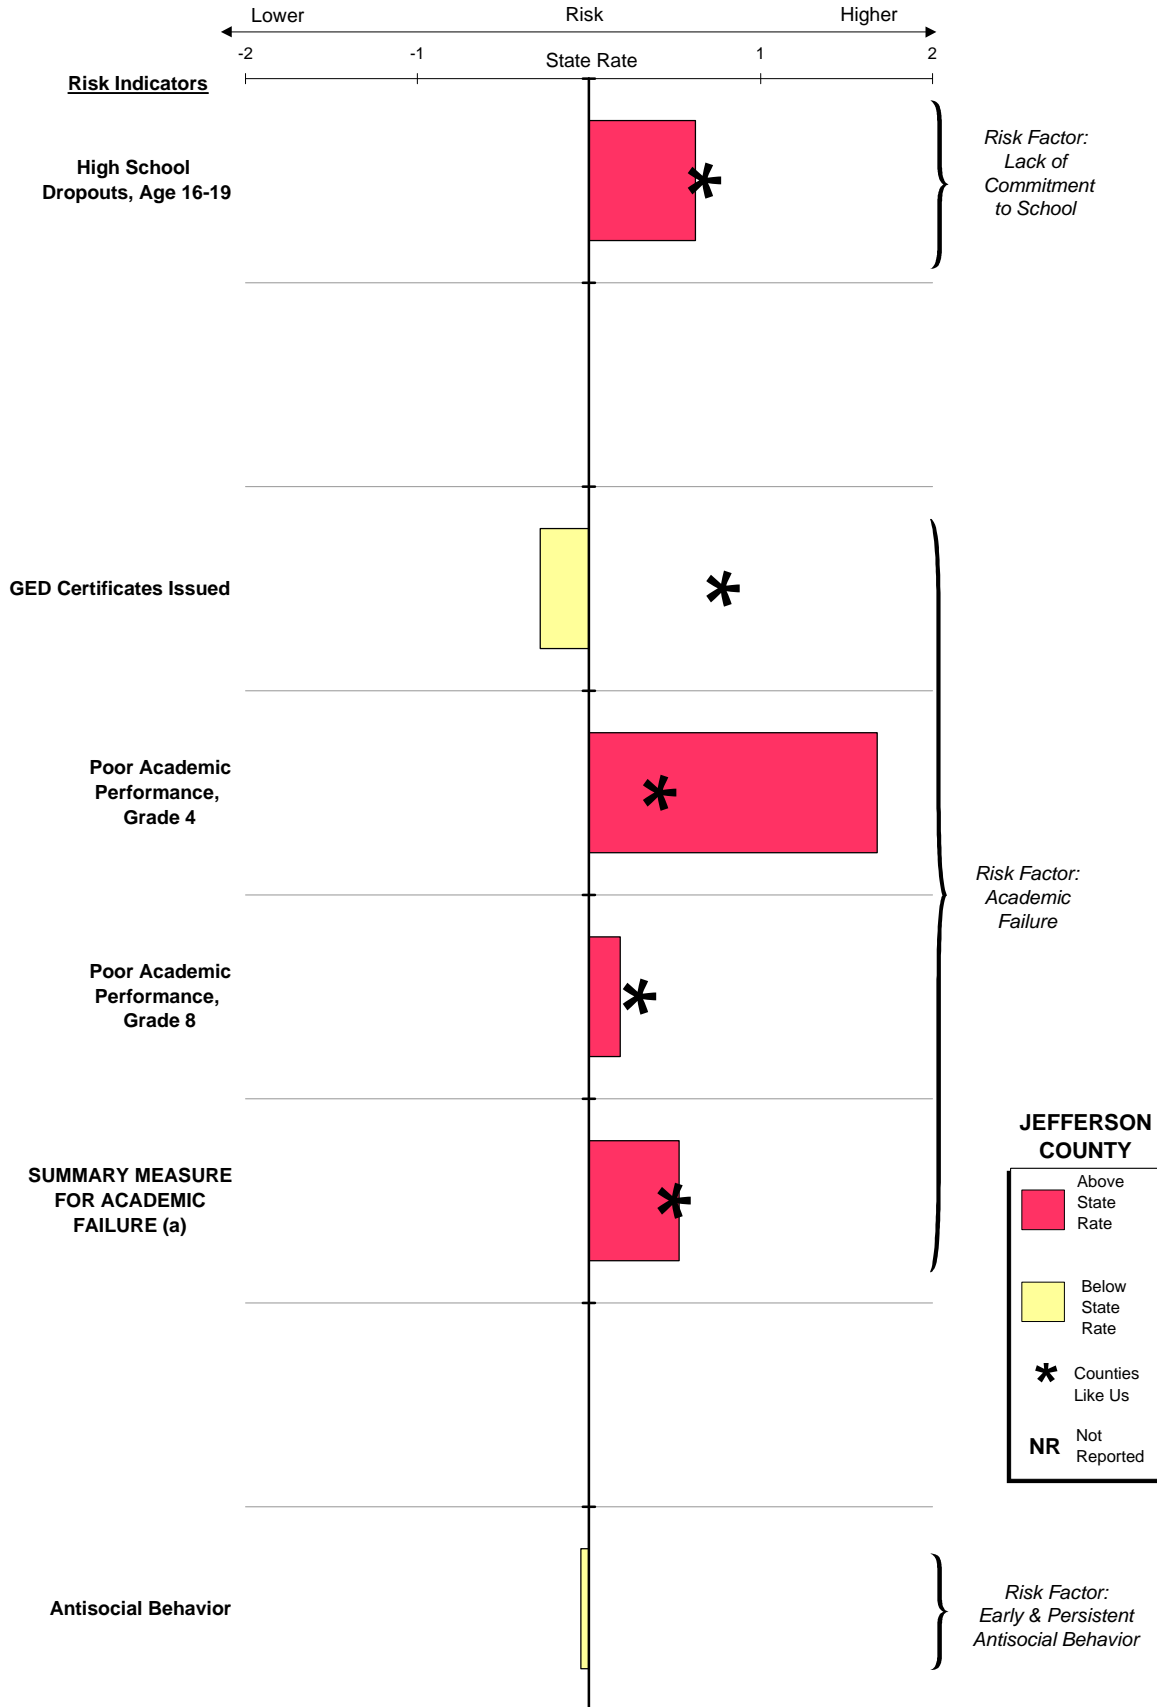 Lower Risk Higher
-2 -1 State Rate 1 2
Risk Indicators
High School
Dropouts, Age 16-19
Risk Factor:
Lack of
Commitment
to School
*
GED Certificates Issued
*
Poor Academic
Performance,
Grade 4
*
Risk Factor:
Academic
Failure
Poor Academic
Performance,
Grade 8
*
SUMMARY MEASURE
FOR ACADEMIC
FAILURE (a)
*
JEFFERSON
COUNTY
Above
State
Rate
Below
State
Rate
* Counties
Like Us
NR Not
Reported
Antisocial Behavior
Risk Factor:
Early & Persistent
Antisocial Behavior